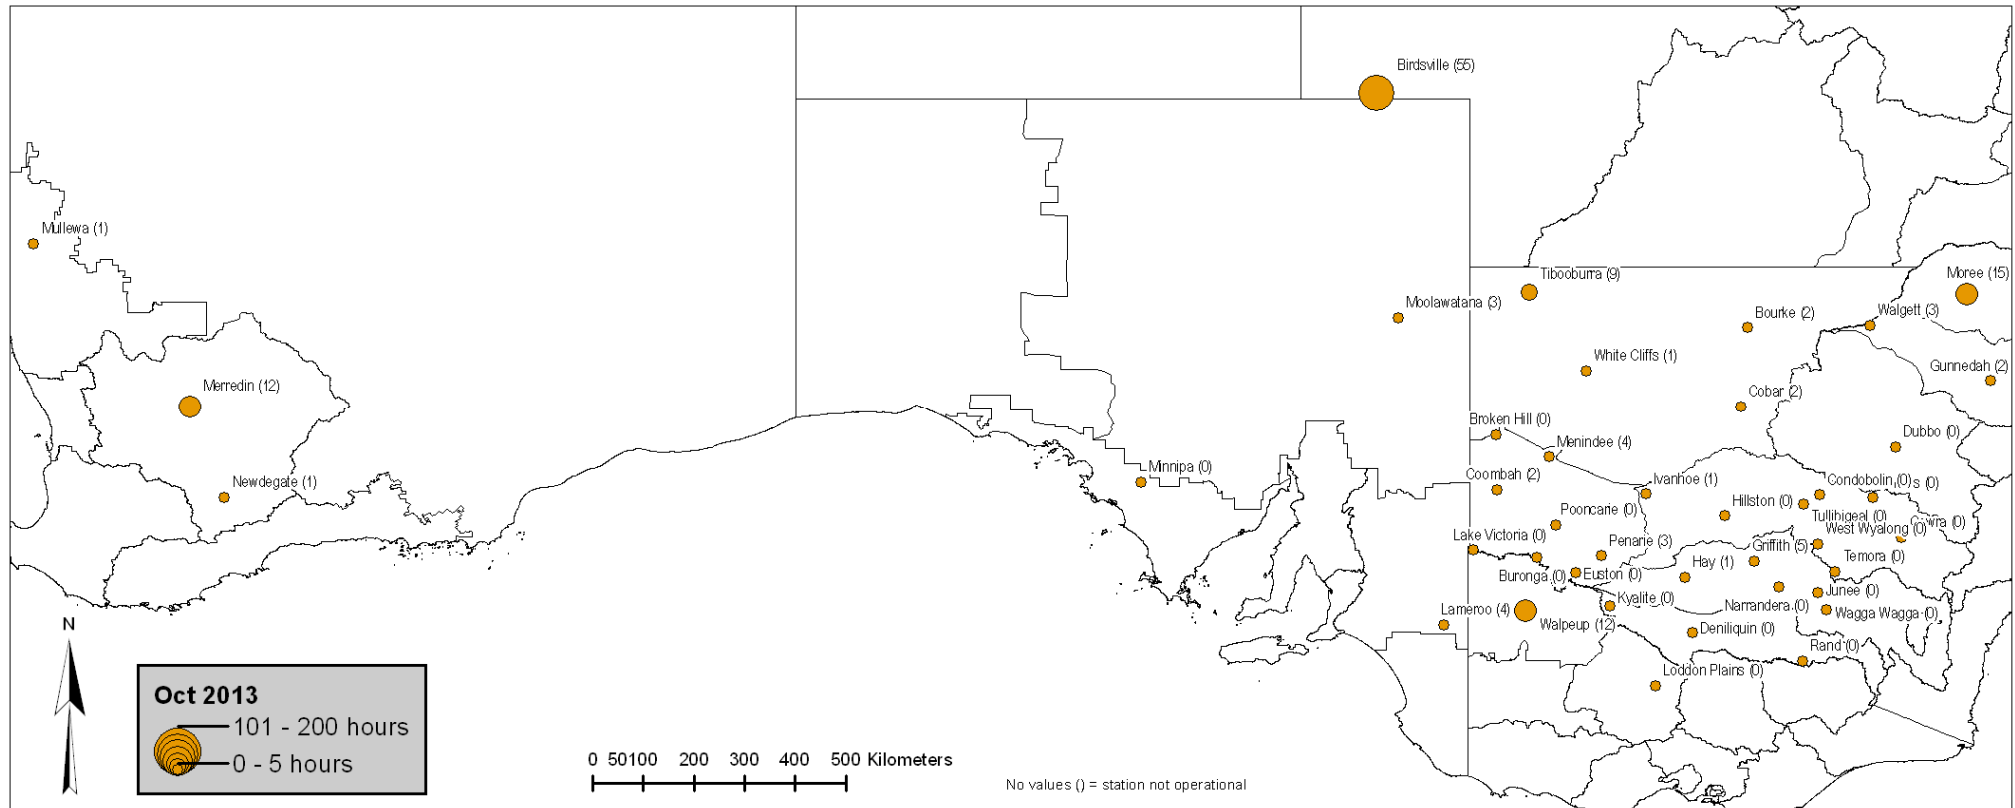 Birdsville (55)
Mullewa (1)
Tibooburra (9)
Moree (15)
Moolawatana (3)
Bourke (2)
Walgett (3)
White Cliffs (1)
Gunnedah (2)
Merredin (12)
Cobar (2)
Broken Hill (0)
Dubbo (0)
Menindee (4)
Minnipa (0)
Coombah (2)
Newdegate (1)
Ivanhoe (1)
Condobolin (0)
s (0)
Hillston (0)
Pooncarie (0)
Tullibigeal (0)
wra (0)
West Wyalong (0)
Lake Victoria (0)
Penarie (3)
Griffith (5)
Temora (0)
Hay (1)
Buronga (0)
Euston (0)
Kyalite (0)
Junee (0)
Narrandera (0)
Wagga Wagga (0)
Lameroo (4)
Walpeup (12)
Deniliquin (0)
Rand (0)
Loddon Plains (0)
N
Oct 2013
101 - 200 hours
0 - 5 hours
0 50 100 200 300 400 500 Kilometers
No values () = station not operational